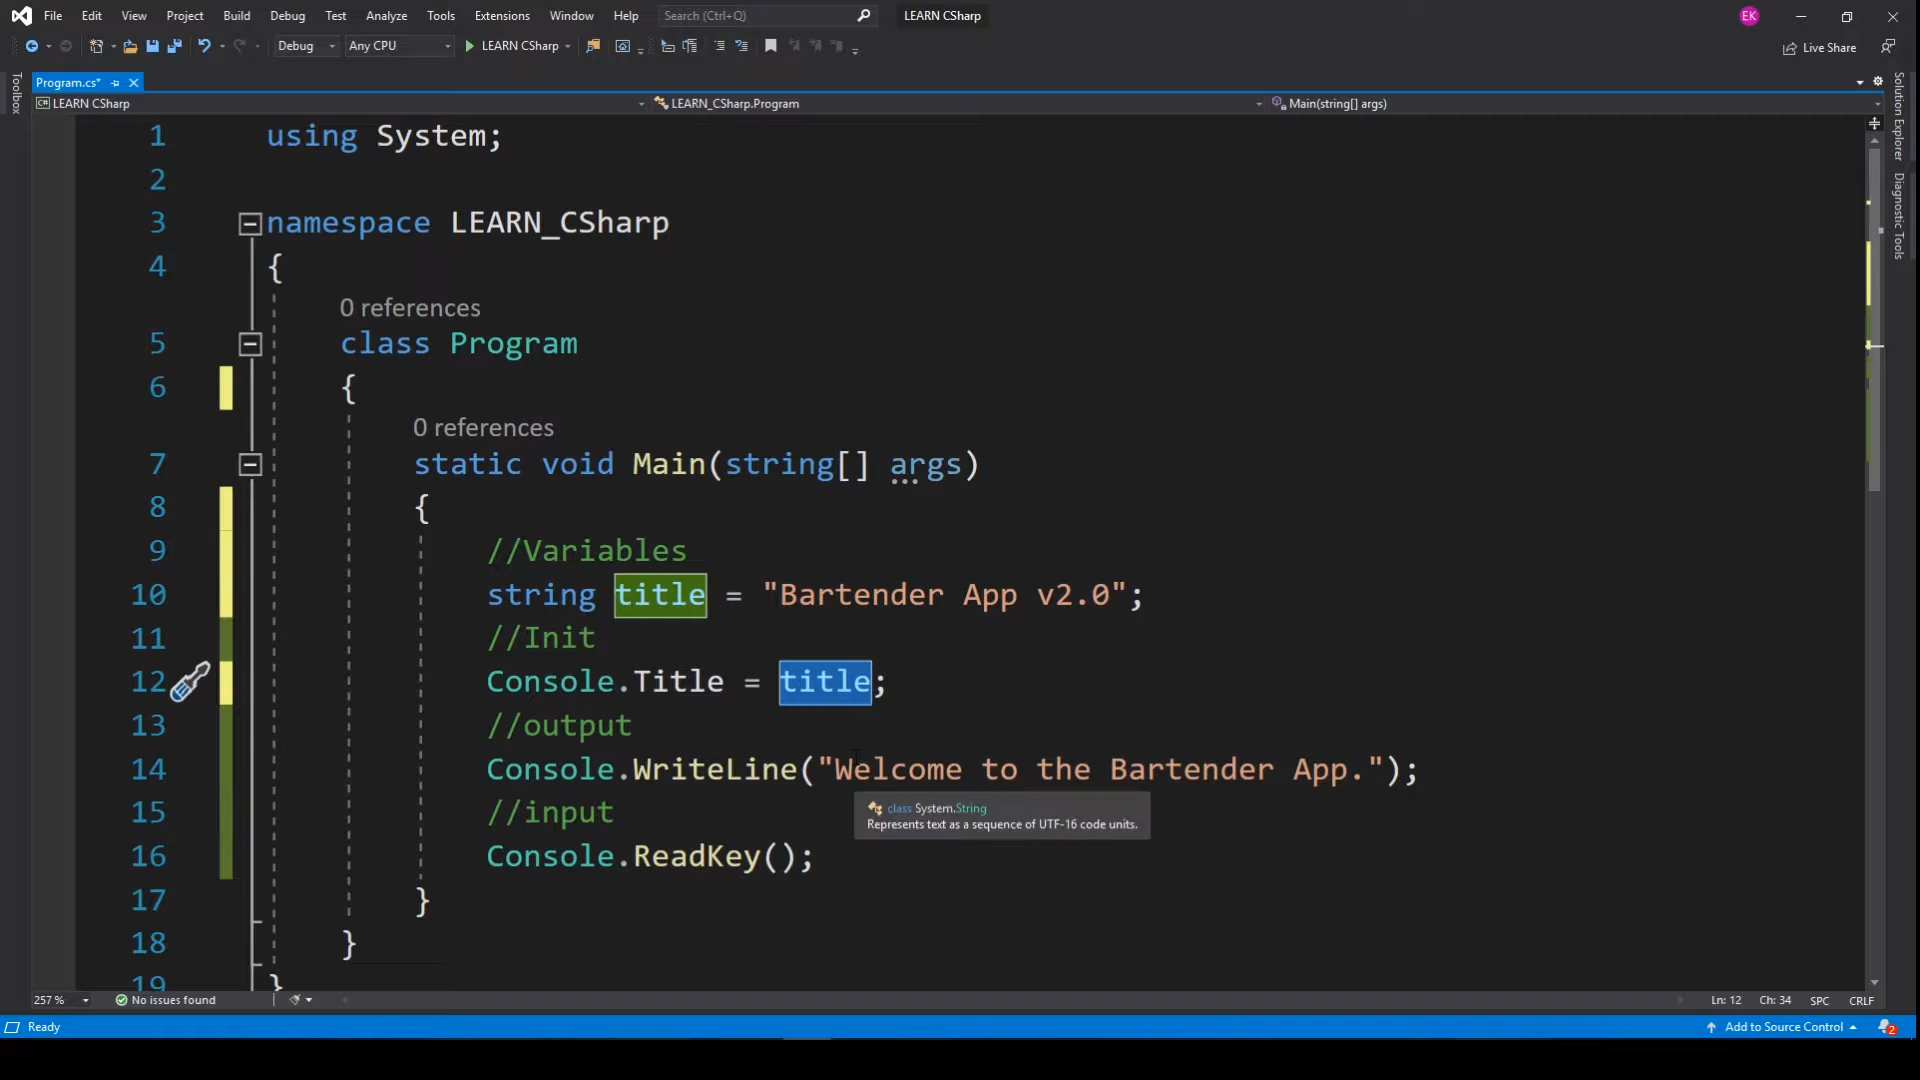 File Edit View Project Build Debug Test Analyze Tools Extensions Window Help Search (Ctrl+Q) LEARN CSharp EK
Debug Any CPU LEARN CSharp Live Share
Toolbox
Program.cs*
LEARN CSharp LEARN_CSharp.Program Main(string[] args)
Solution Explorer
Diagnostic Tools
1 using System;
2
3 namespace LEARN_CSharp
4 {
0 references
5 class Program
6 {
0 references
7 static void Main(string[] args)
8 {
9 //Variables
10 string title = "Bartender App v2.0";
11 //Init
12 Console.Title = title;
13 //output
14 Console.WriteLine("Welcome to the Bartender App.");
15 //input
class System.String
Represents text as a sequence of UTF-16 code units.
16 Console.ReadKey();
17 }
18 }
19 }
257 % No issues found Ln: 12 Ch: 34 SPC CRLF
Ready Add to Source Control 2